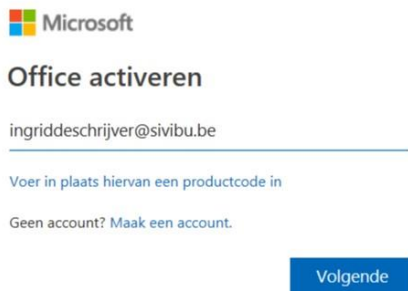 Microsoft
Office activeren
ingriddeschrijver@sivibu.be
Voer in plaats hiervan een productcode in
Geen account? Maak een account.
Volgende